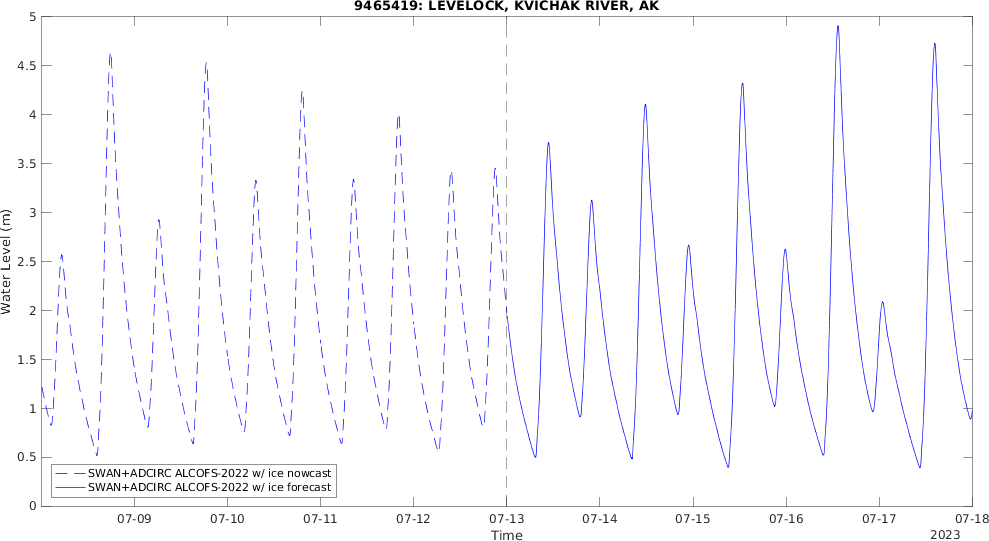 9465419: LEVELOCK, KVICHAK RIVER, AK
5
4.5
4
3.5
3
2.5
2
1.5
1
0.5
0
Water Level (m)
SWAN+ADCIRC ALCOFS-2022 w/ ice nowcast
SWAN+ADCIRC ALCOFS-2022 w/ ice forecast
07-09 07-10 07-11 07-12 07-13 07-14 07-15 07-16 07-17 07-18
Time
2023